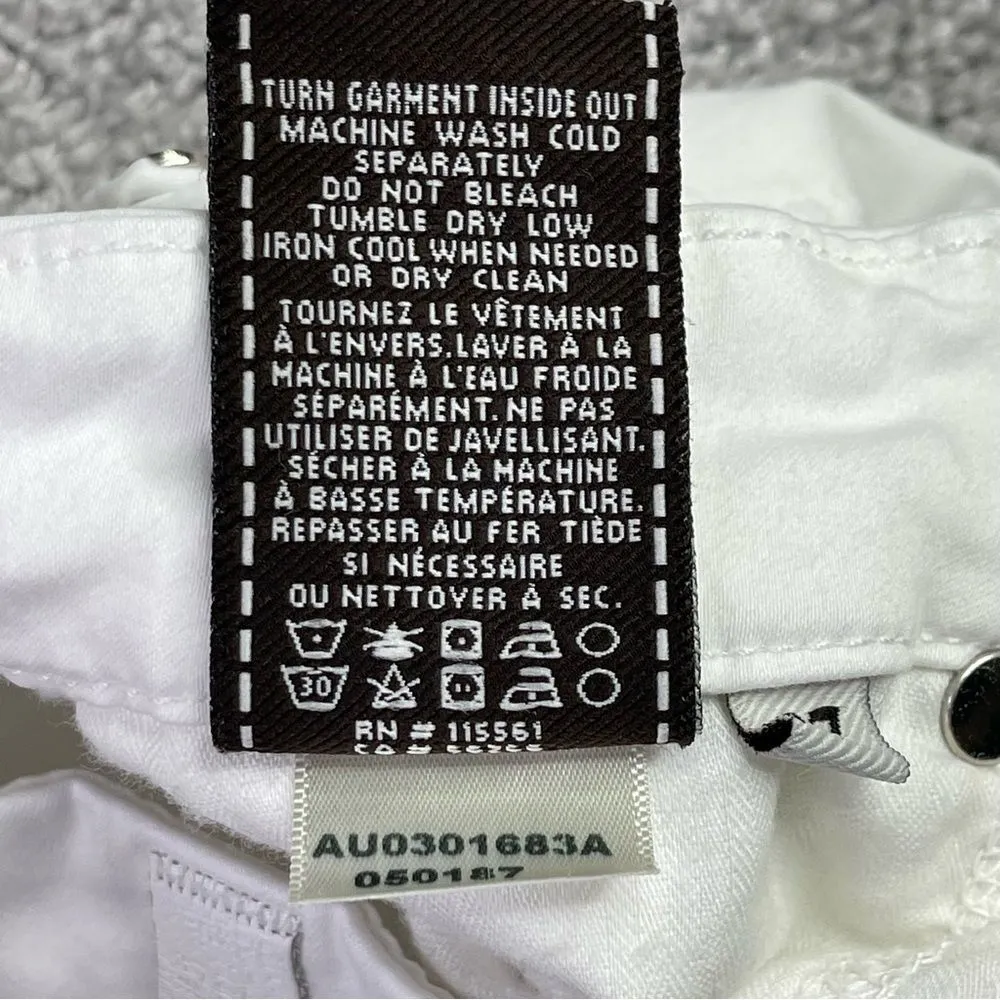 TURN GARMENT INSIDE OUT
MACHINE WASH COLD
SEPARATELY
DO NOT BLEACH
TUMBLE DRY LOW
IRON COOL WHEN NEEDED
OR DRY CLEAN
TOURNEZ LE VÊTEMENT
À L'ENVERS.LAVER À LA
MACHINE À L'EAU FROIDE
SÉPARÉMENT. NE PAS
UTILISER DE JAVELLISANT.
SÉCHER À LA MACHINE
À BASSE TEMPÉRATURE.
REPASSER AU FER TIÈDE
SI NÉCESSAIRE
OU NETTOYER À SEC.
30
RN # 115561
AU0301683A
050187